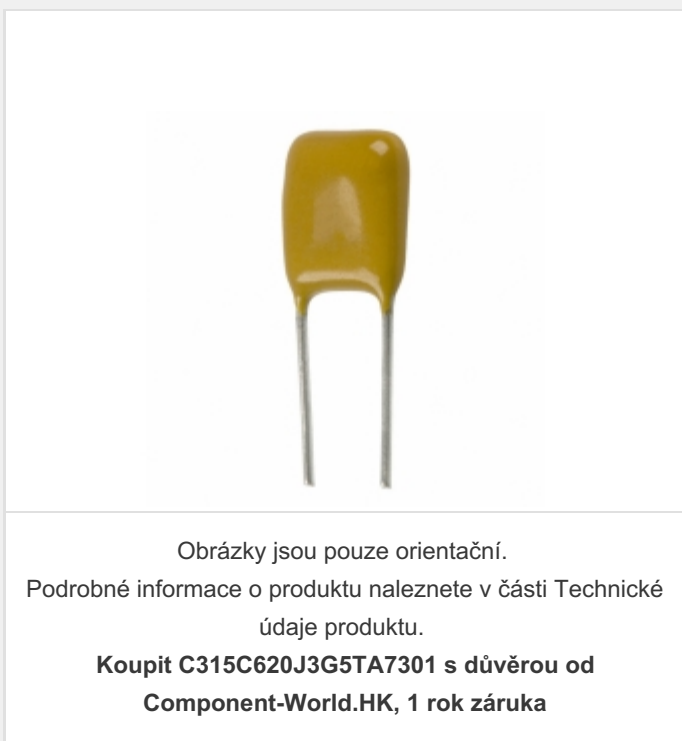 Obrázky jsou pouze orientační.
Podrobné informace o produktu naleznete v části Technické
údaje produktu.
Koupit C315C620J3G5TA7301 s důvěrou od
Component-World.HK, 1 rok záruka